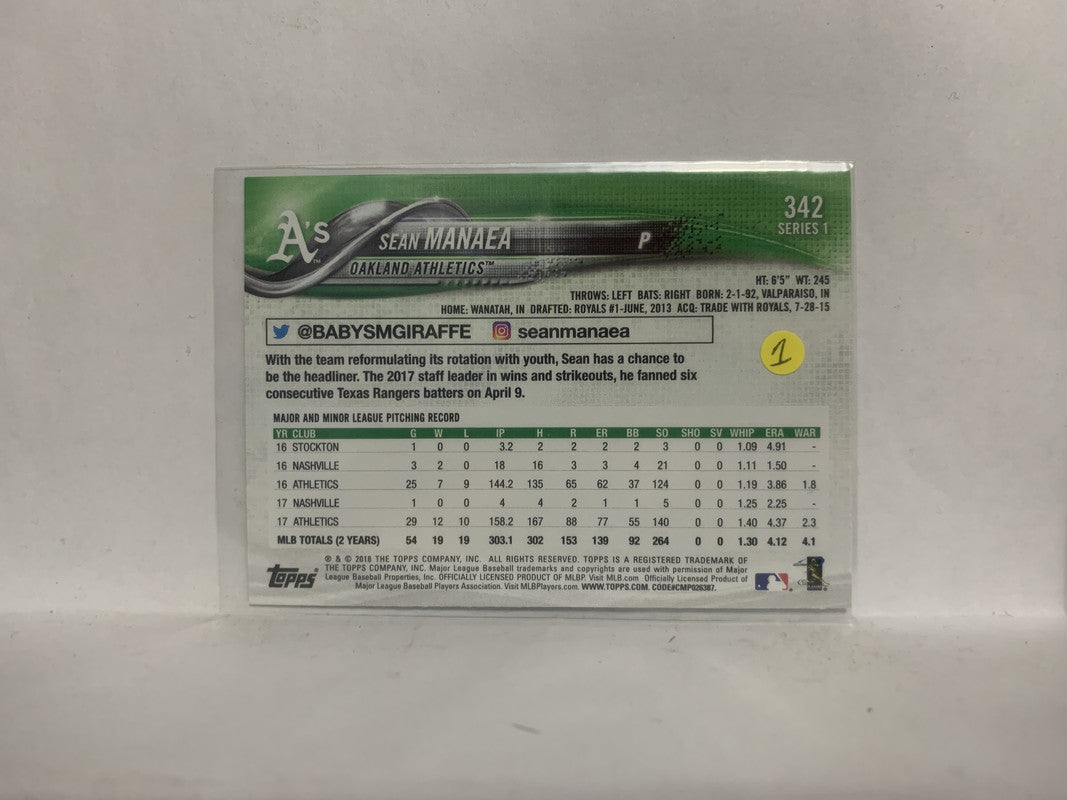 A's™
342
SEAN MANAEA P
SERIES 1
OAKLAND ATHLETICS™
HT: 6'5" WT: 245
THROWS: LEFT BATS: RIGHT BORN: 2-1-92, VALPARAISO, IN
HOME: WANATAH, IN DRAFTED: ROYALS #1-JUNE, 2013 ACQ: TRADE WITH ROYALS, 7-28-15
@BABYSMGIRAFFE seanmanaea
1
With the team reformulating its rotation with youth, Sean has a chance to
be the headliner. The 2017 staff leader in wins and strikeouts, he fanned six
consecutive Texas Rangers batters on April 9.
MAJOR AND MINOR LEAGUE PITCHING RECORD
YR CLUB G W L IP H R ER BB SO SHO SV WHIP ERA WAR
16 STOCKTON 1 0 0 3.2 2 2 2 2 3 0 0 1.09 4.91 -
16 NASHVILLE 3 2 0 18 16 3 3 4 21 0 0 1.11 1.50 -
16 ATHLETICS 25 7 9 144.2 135 65 62 37 124 0 0 1.19 3.86 1.8
17 NASHVILLE 1 0 0 4 4 2 1 1 5 0 0 1.25 2.25 -
17 ATHLETICS 29 12 10 158.2 167 88 77 55 140 0 0 1.40 4.37 2.3
MLB TOTALS (2 YEARS) 54 19 19 303.1 302 153 139 92 264 0 0 1.30 4.12 4.1
® & © 2018 THE TOPPS COMPANY, INC. ALL RIGHTS RESERVED. TOPPS IS A REGISTERED TRADEMARK OF
THE TOPPS COMPANY, INC. Major League Baseball trademarks and copyrights are used with permission of Major
League Baseball Properties, Inc. OFFICIALLY LICENSED PRODUCT OF MLBP. Visit MLB.com Officially Licensed Product of
Major League Baseball Players Association. Visit MLBPlayers.com. WWW.TOPPS.COM. CODE#CMP026387.
topps®